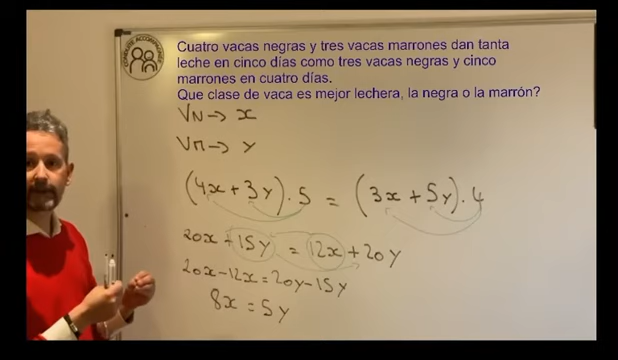 Cuatro vacas negras y tres vacas marrones dan tanta
leche en cinco días como tres vacas negras y cinco
marrones en cuatro días.
Que clase de vaca es mejor lechera, la negra o la marrón?
VN → x
VM → y
(4x + 3y) · 5 = (3x + 5y) · 4
20x + 15y = 12x + 20y
20x - 12x = 20y - 15y
8x = 5y